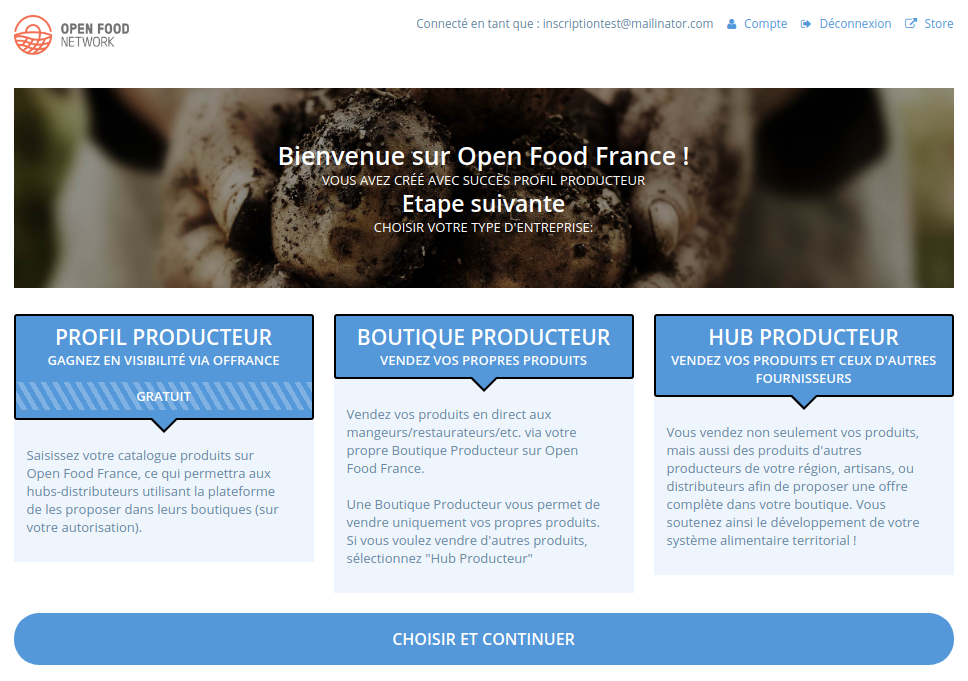 OPEN FOOD
NETWORK
Connecté en tant que : inscriptiontest@mailinator.com Compte Déconnexion Store
Bienvenue sur Open Food France !
VOUS AVEZ CRÉÉ AVEC SUCCÈS PROFIL PRODUCTEUR
Etape suivante
CHOISIR VOTRE TYPE D'ENTREPRISE:
PROFIL PRODUCTEUR
GAGNEZ EN VISIBILITÉ VIA OFFRANCE
GRATUIT
Saisissez votre catalogue produits sur
Open Food France, ce qui permettra aux
hubs-distributeurs utilisant la plateforme
de les proposer dans leurs boutiques (sur
votre autorisation).
BOUTIQUE PRODUCTEUR
VENDEZ VOS PROPRES PRODUITS
Vendez vos produits en direct aux
mangeurs/restaurateurs/etc. via votre
propre Boutique Producteur sur Open
Food France.
Une Boutique Producteur vous permet de
vendre uniquement vos propres produits.
Si vous voulez vendre d'autres produits,
sélectionnez "Hub Producteur"
HUB PRODUCTEUR
VENDEZ VOS PRODUITS ET CEUX D'AUTRES
FOURNISSEURS
Vous vendez non seulement vos produits,
mais aussi des produits d'autres
producteurs de votre région, artisans, ou
distributeurs afin de proposer une offre
complète dans votre boutique. Vous
soutenez ainsi le développement de votre
système alimentaire territorial !
CHOISIR ET CONTINUER